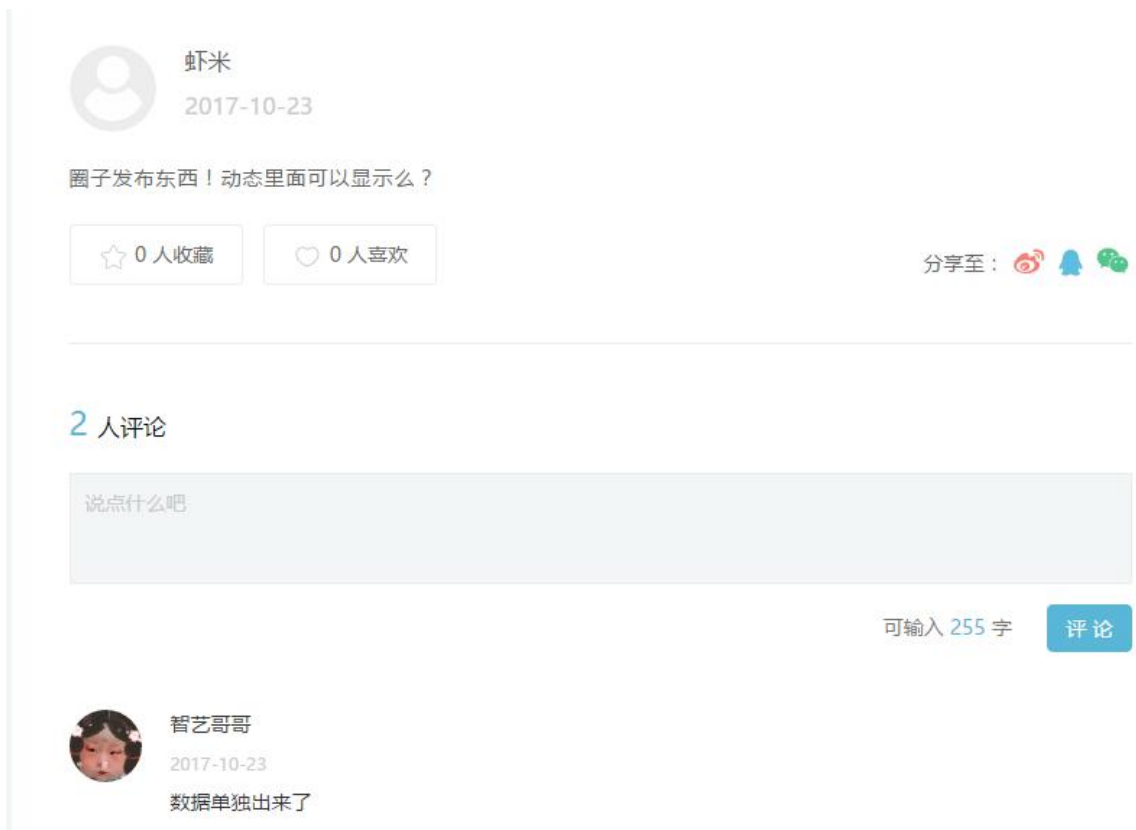 虾米
2017-10-23
圈子发布东西！动态里面可以显示么？
0 人收藏
0 人喜欢
分享至：
2 人评论
说点什么吧
可输入 255 字
评 论
智艺哥哥
2017-10-23
数据单独出来了